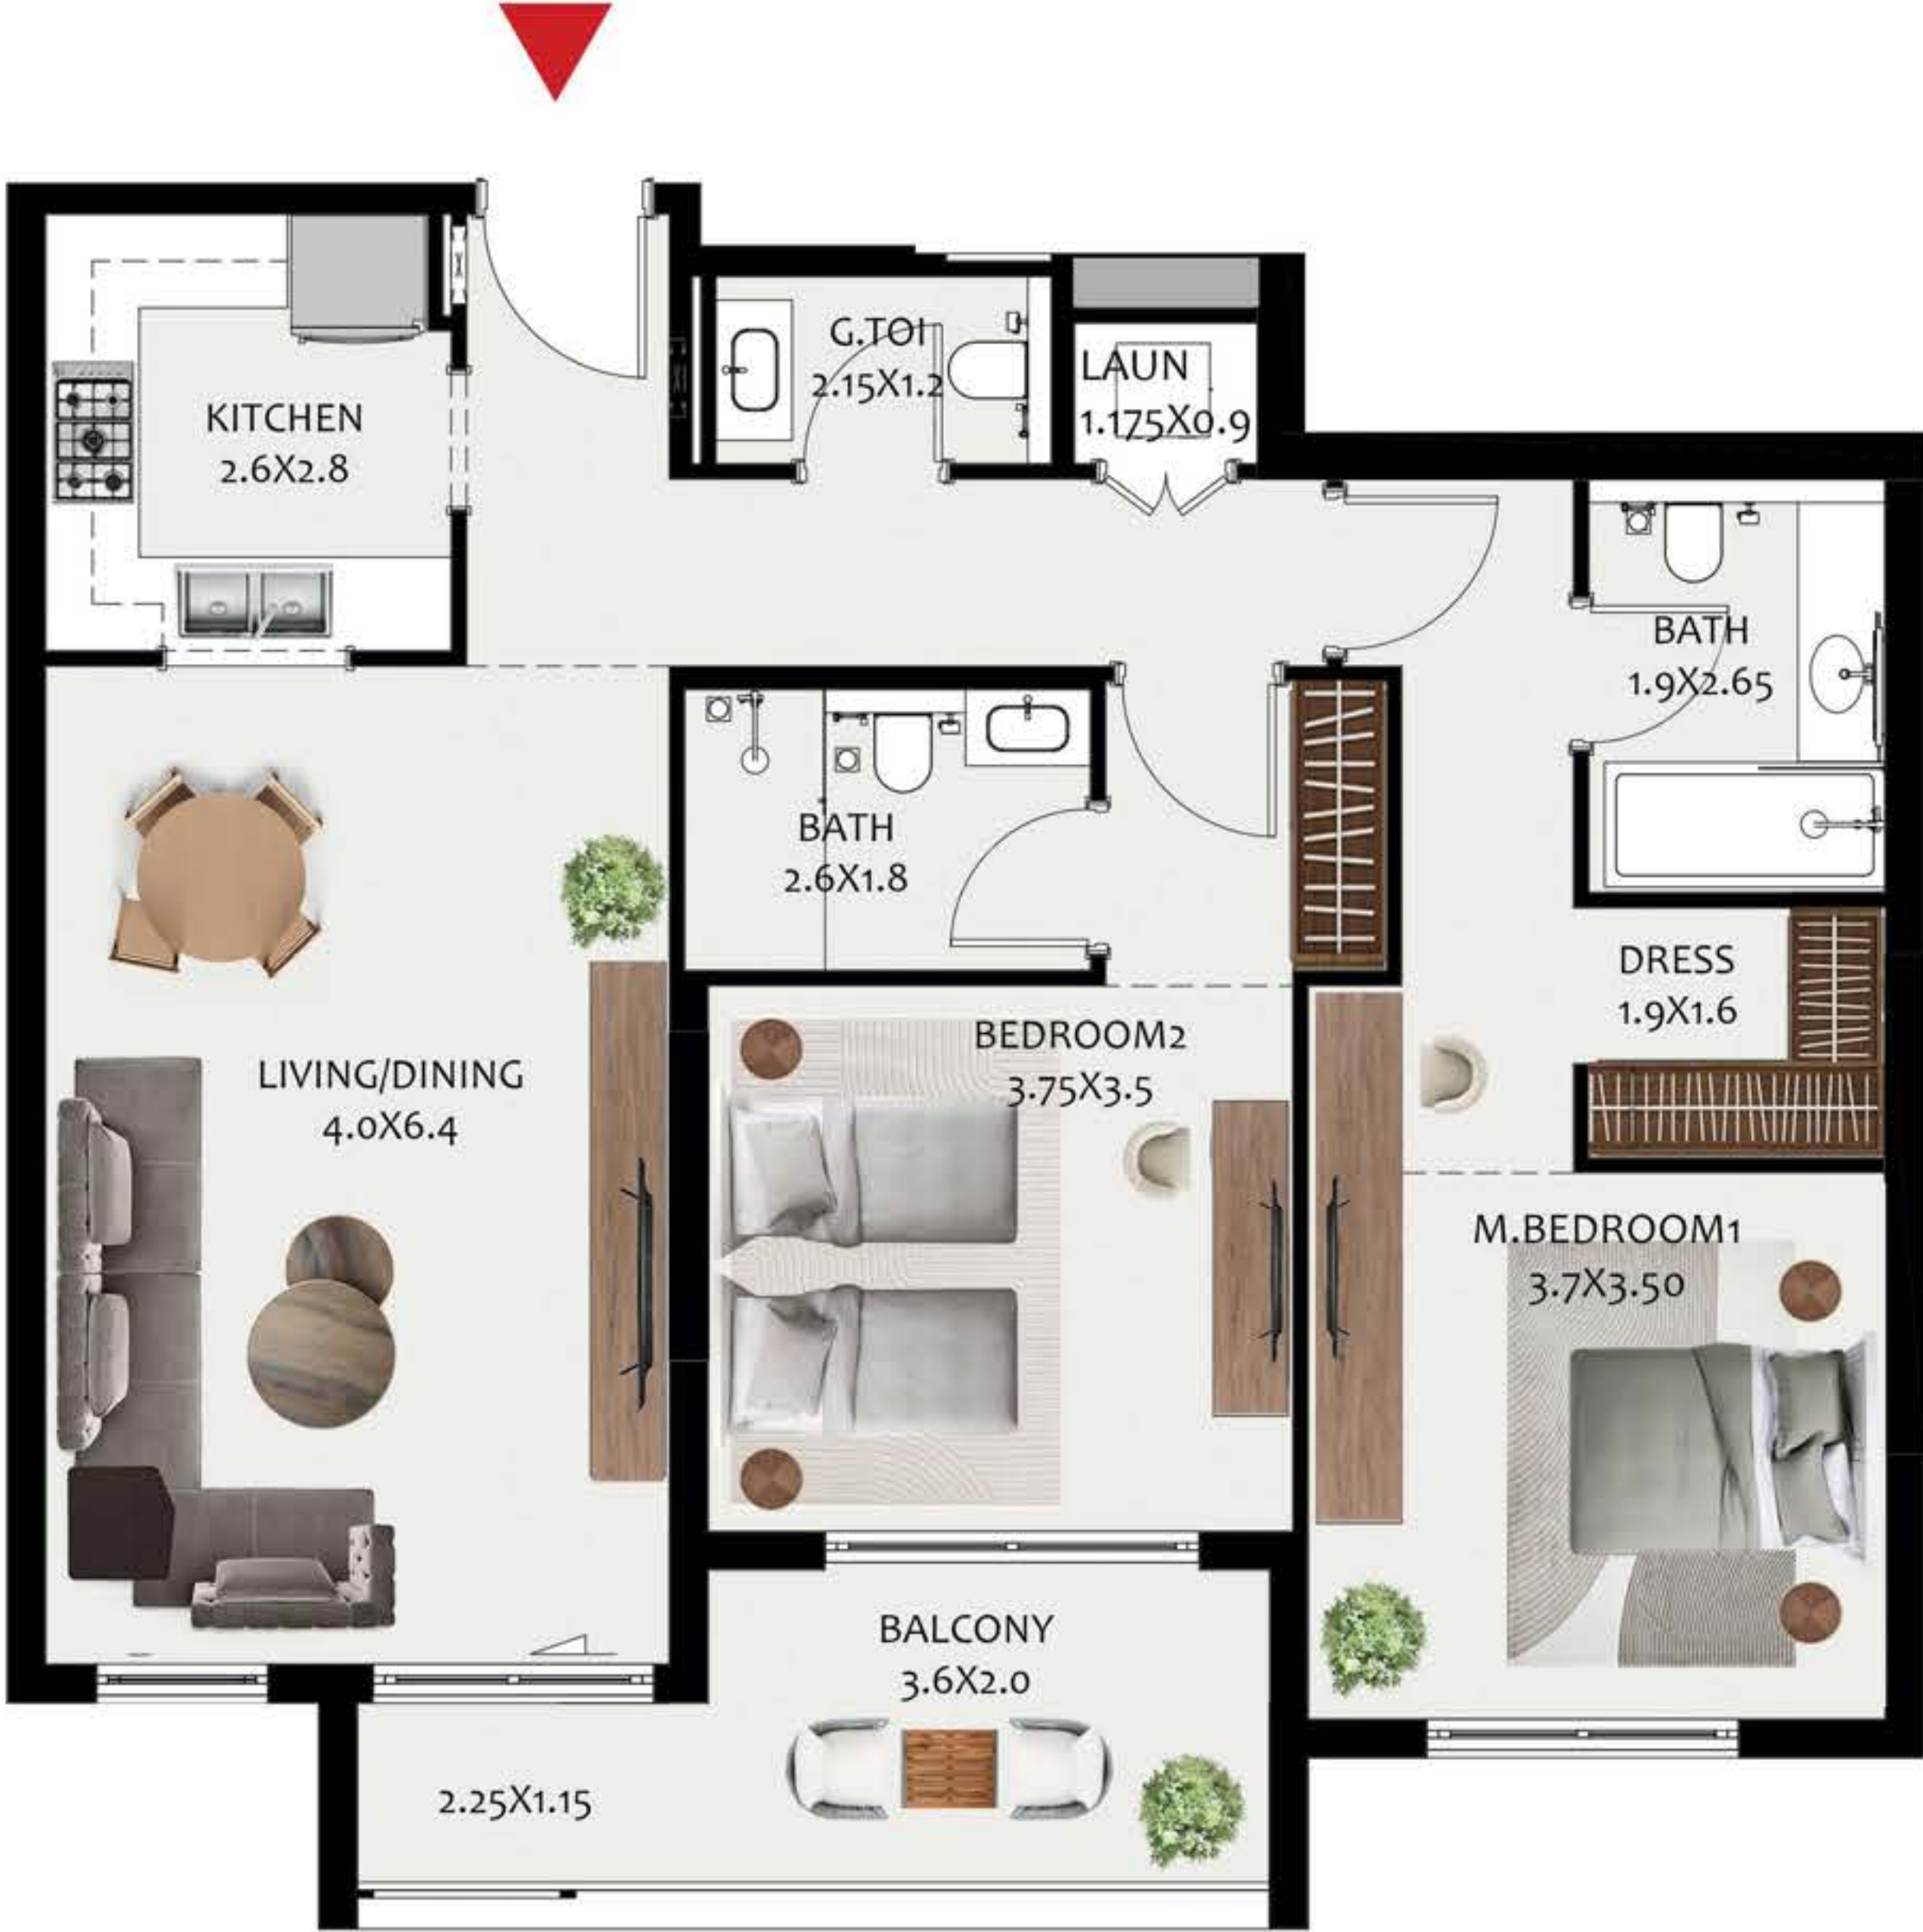 G.TOI
2.15X1.2
LAUN
1.175X0.9
KITCHEN
2.6X2.8
BATH
1.9X2.65
BATH
2.6X1.8
DRESS
1.9X1.6
LIVING/DINING
4.0X6.4
BEDROOM2
3.75X3.5
M.BEDROOM1
3.7X3.50
BALCONY
3.6X2.0
2.25X1.15